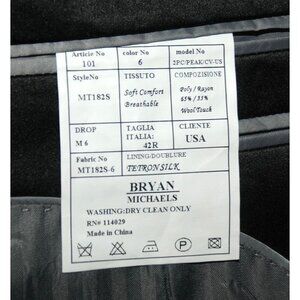 Article No color No model No
101 6 2PC/PEAK/CV-US
StyleNo TISSUTO COMPOZISIONE
MT182S Soft Comfort Poly / Rayon
Breathable 65% / 35%
Wool Touch
DROP TAGLIA CLIENTE
M 6 ITALIA: USA
42R
Fabric No LINING/DOUBLURE
MT182S-6 TETRONSILK
BRYAN
MICHAELS
WASHING:DRY CLEAN ONLY
RN# 114029
Made in China
P